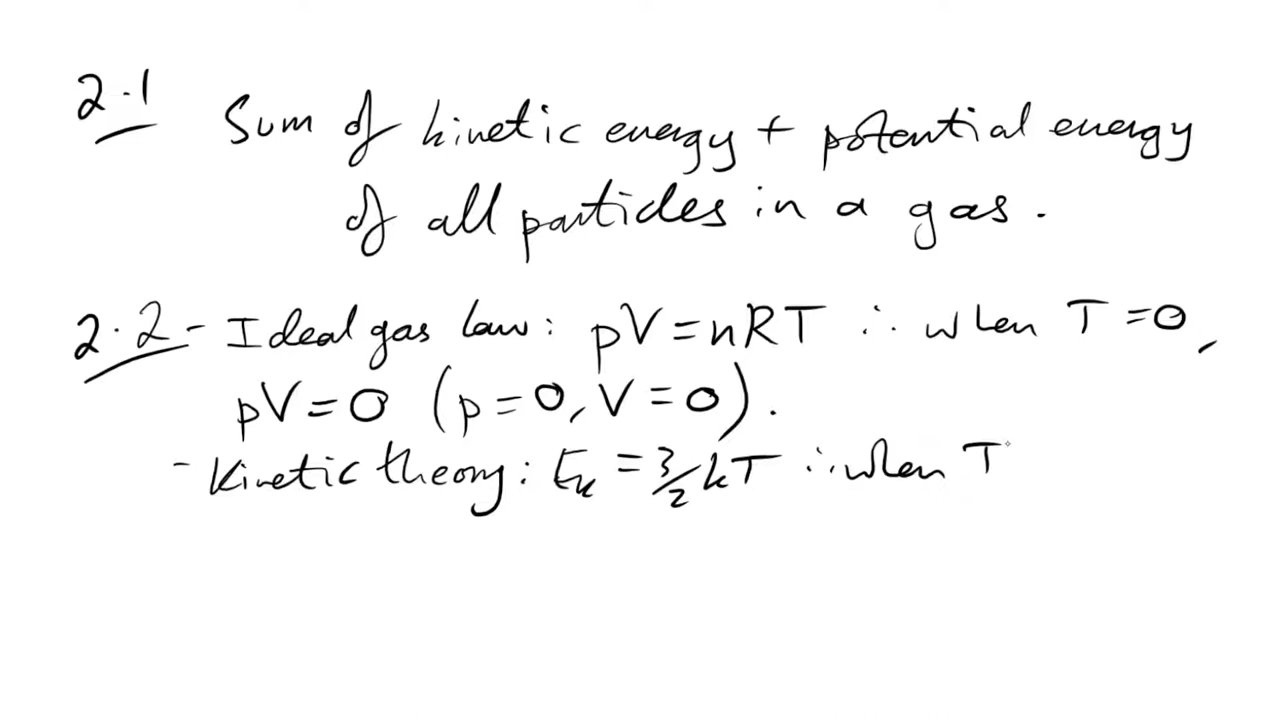 2.1 Sum of kinetic energy + potential energy
of all particles in a gas.
2.2 - Ideal gas law: pV = nRT ∴ when T = 0,
pV = 0 (p = 0, V = 0).
- Kinetic theory: Ek = 3/2 kT ∴ when T